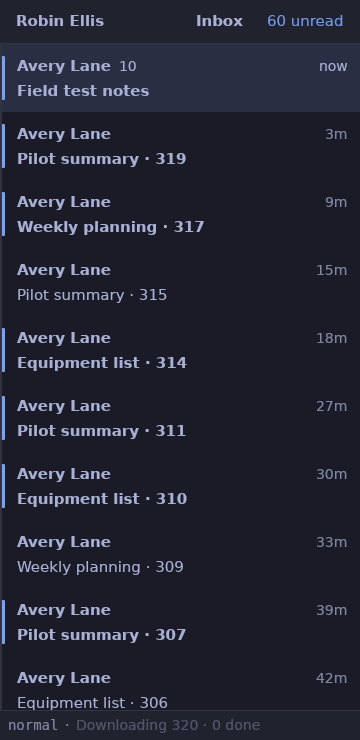 Robin Ellis Inbox 60 unread
Avery Lane 10 now
Field test notes
Avery Lane 3m
Pilot summary · 319
Avery Lane 9m
Weekly planning · 317
Avery Lane 15m
Pilot summary · 315
Avery Lane 18m
Equipment list · 314
Avery Lane 27m
Pilot summary · 311
Avery Lane 30m
Equipment list · 310
Avery Lane 33m
Weekly planning · 309
Avery Lane 39m
Pilot summary · 307
Avery Lane 42m
Equipment list · 306
normal · Downloading 320 · 0 done